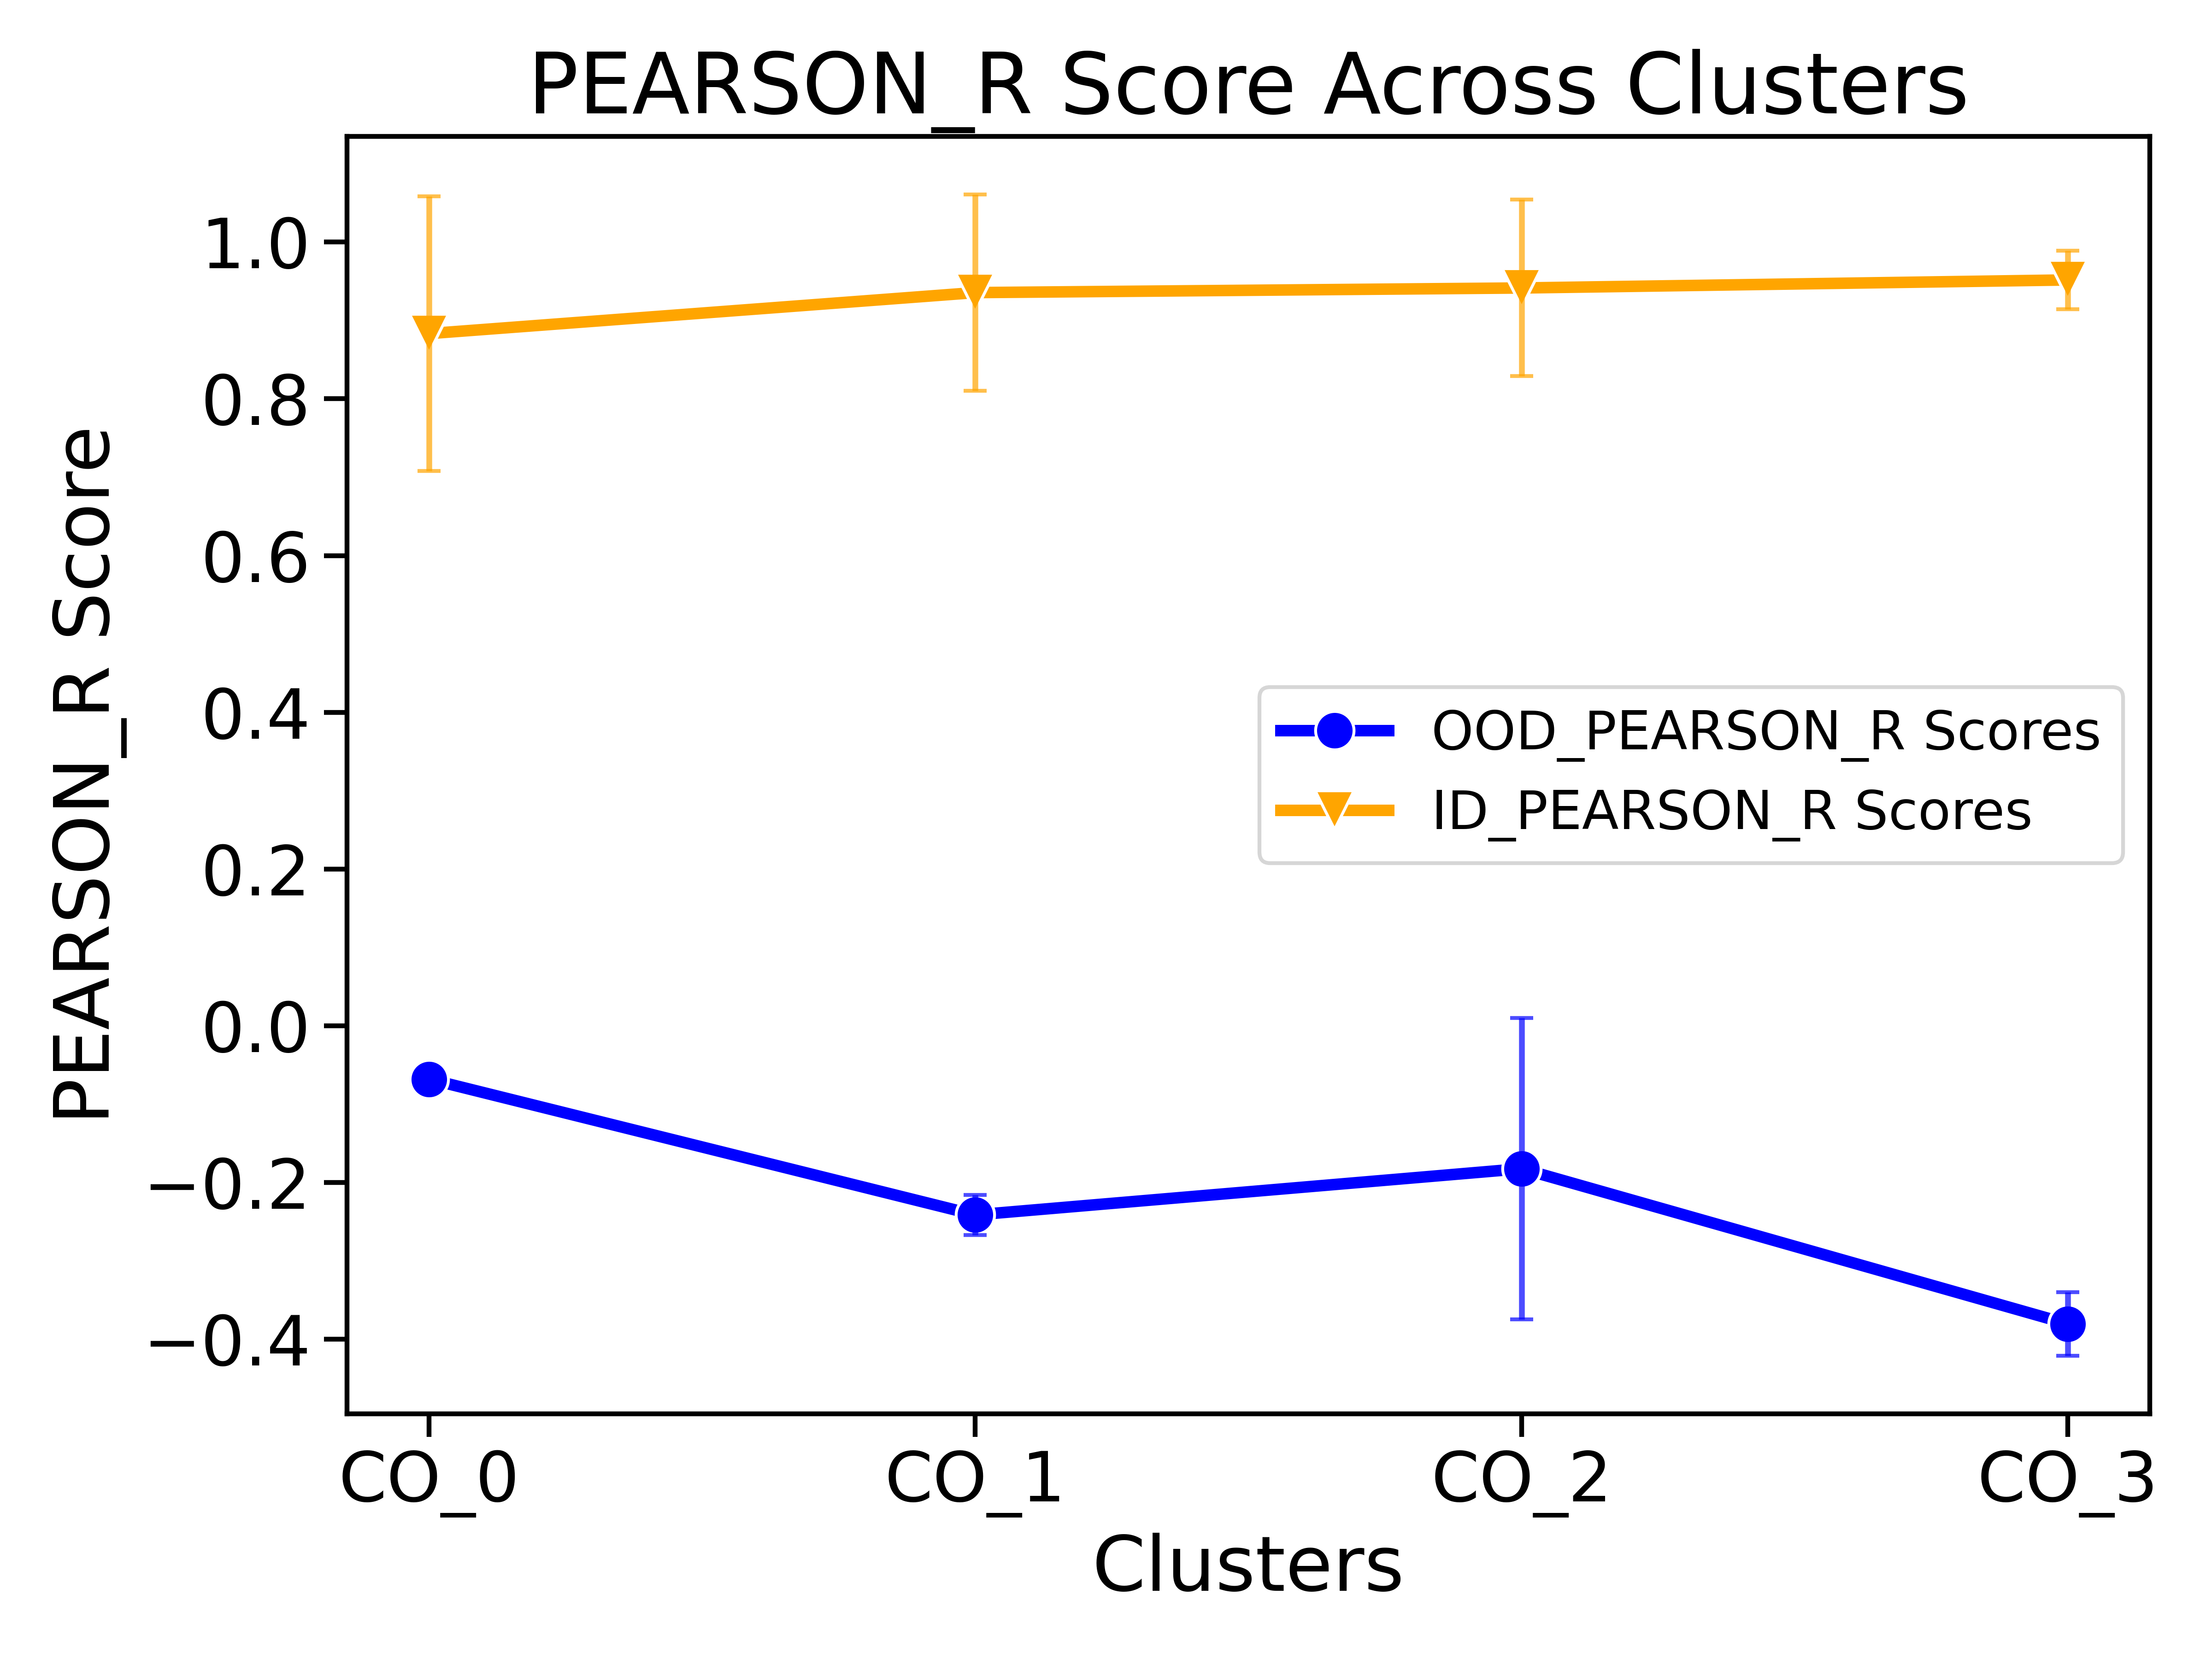 PEARSON_R Score Across Clusters
PEARSON_R Score
1.0
0.8
0.6
0.4
0.2
0.0
−0.2
−0.4
OOD_PEARSON_R Scores
ID_PEARSON_R Scores
CO_0 CO_1 CO_2 CO_3
Clusters